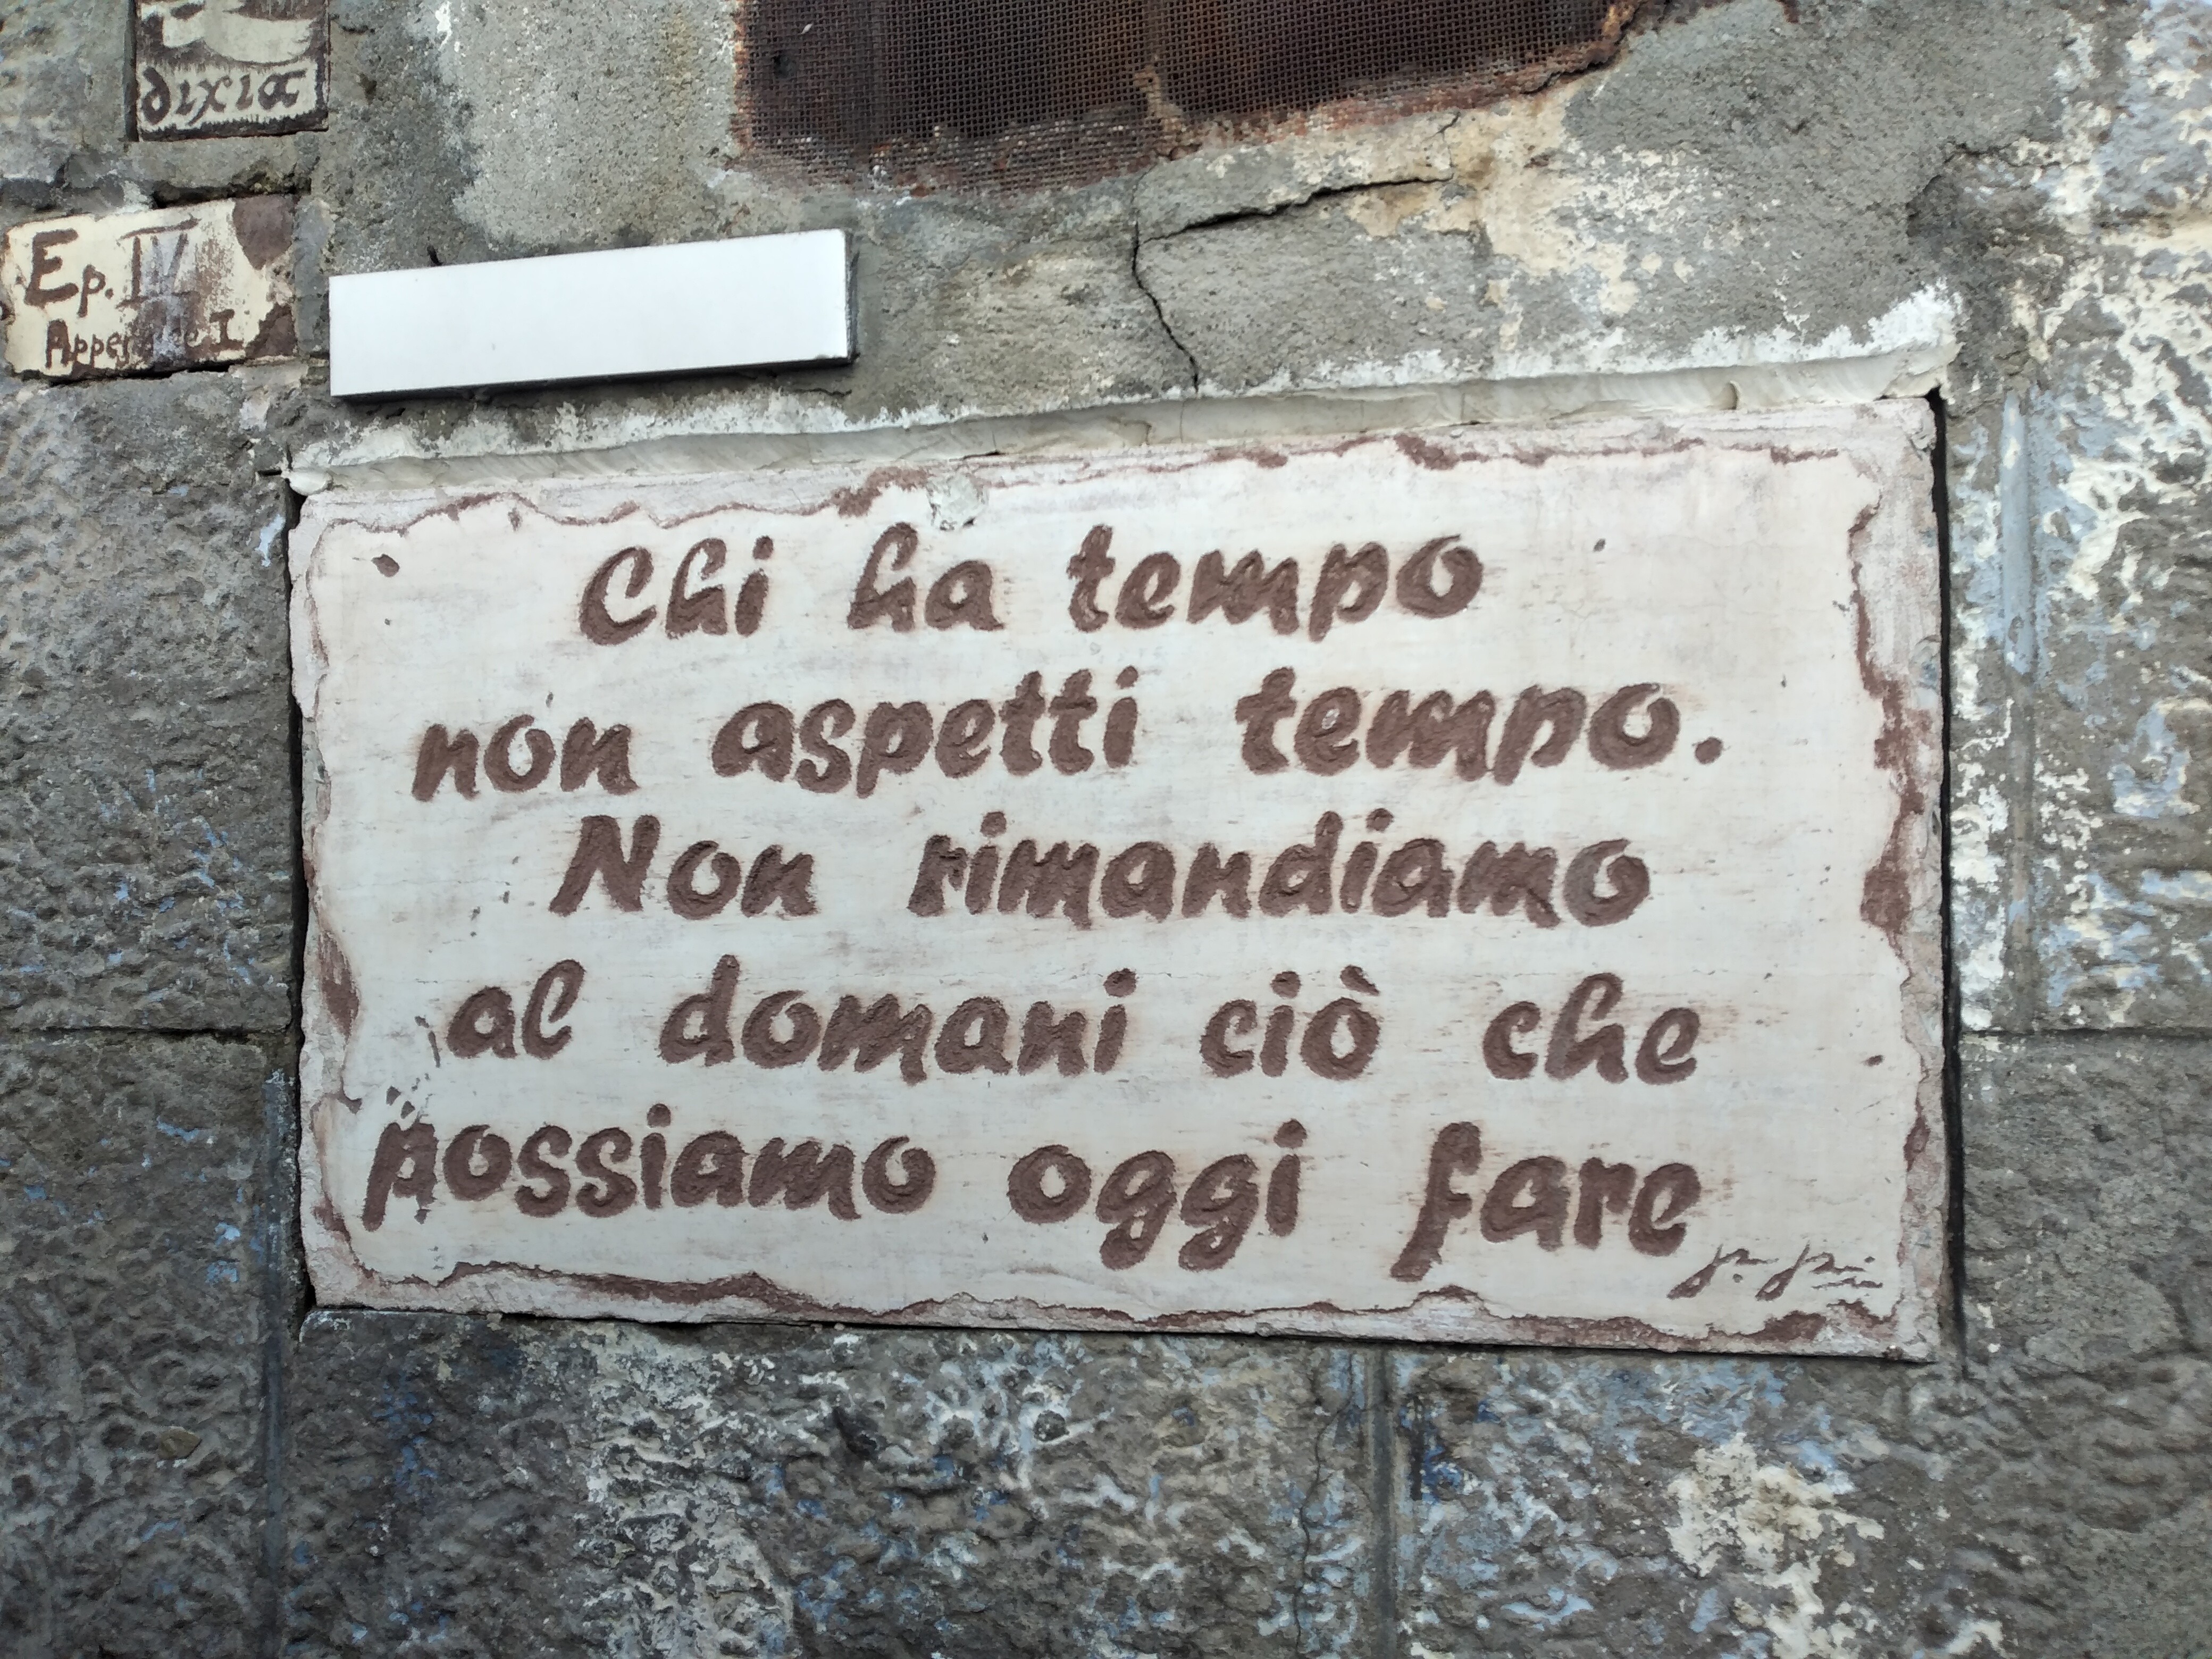 dixia
Ep. IV
Chi ha tempo
non aspetti tempo.
Non rimandiamo
al domani ciò che
possiamo oggi fare